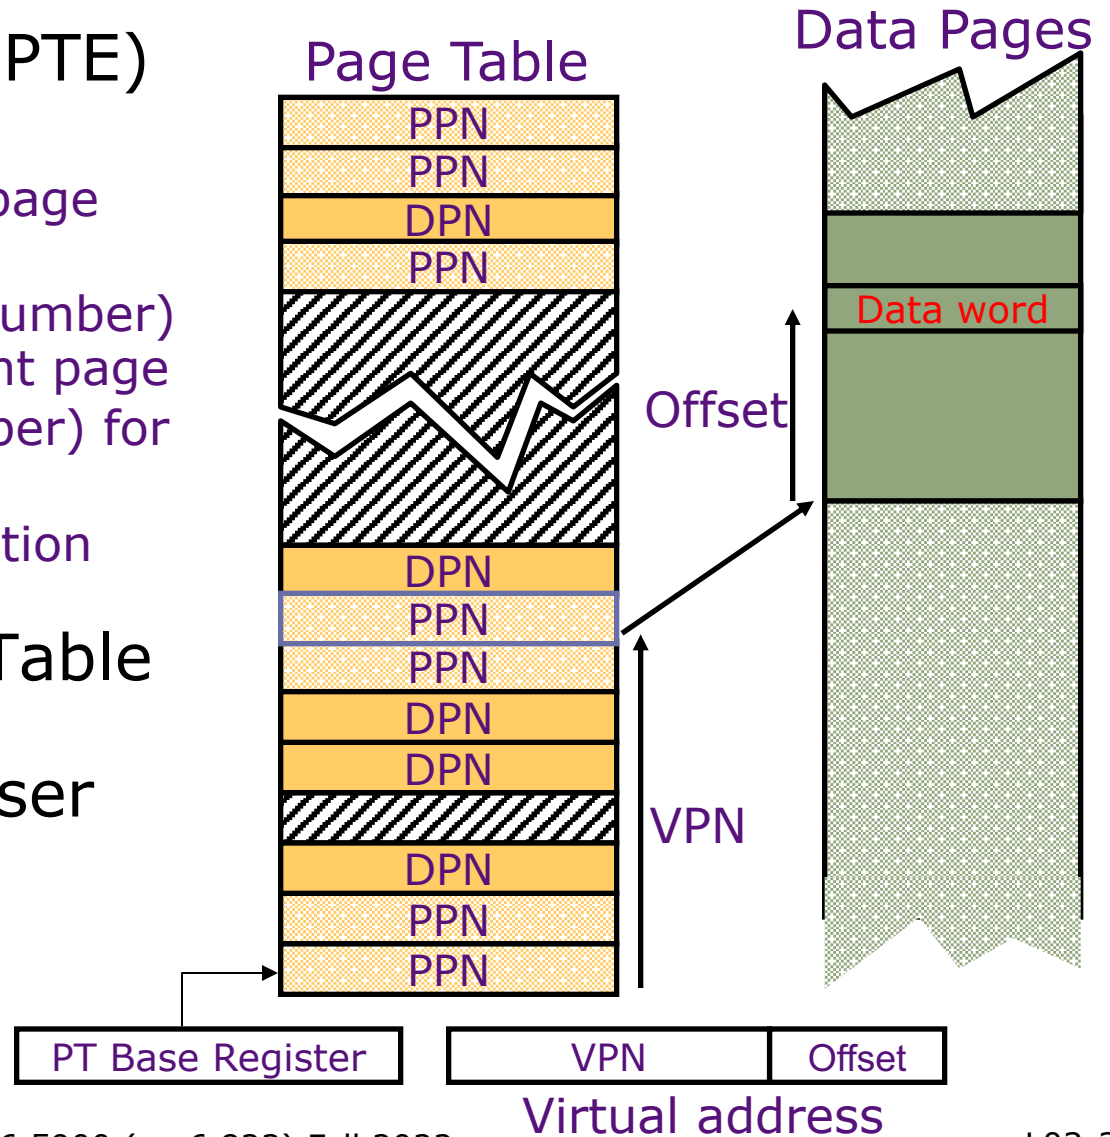 PTE)
page
umber)
nt page
ber) for
tion
Table
ser
Page Table
PPN
PPN
DPN
PPN
DPN
PPN
PPN
DPN
DPN
DPN
PPN
PPN
VPN
Offset
Data Pages
Data word
PT Base Register
VPN
Offset
Virtual address